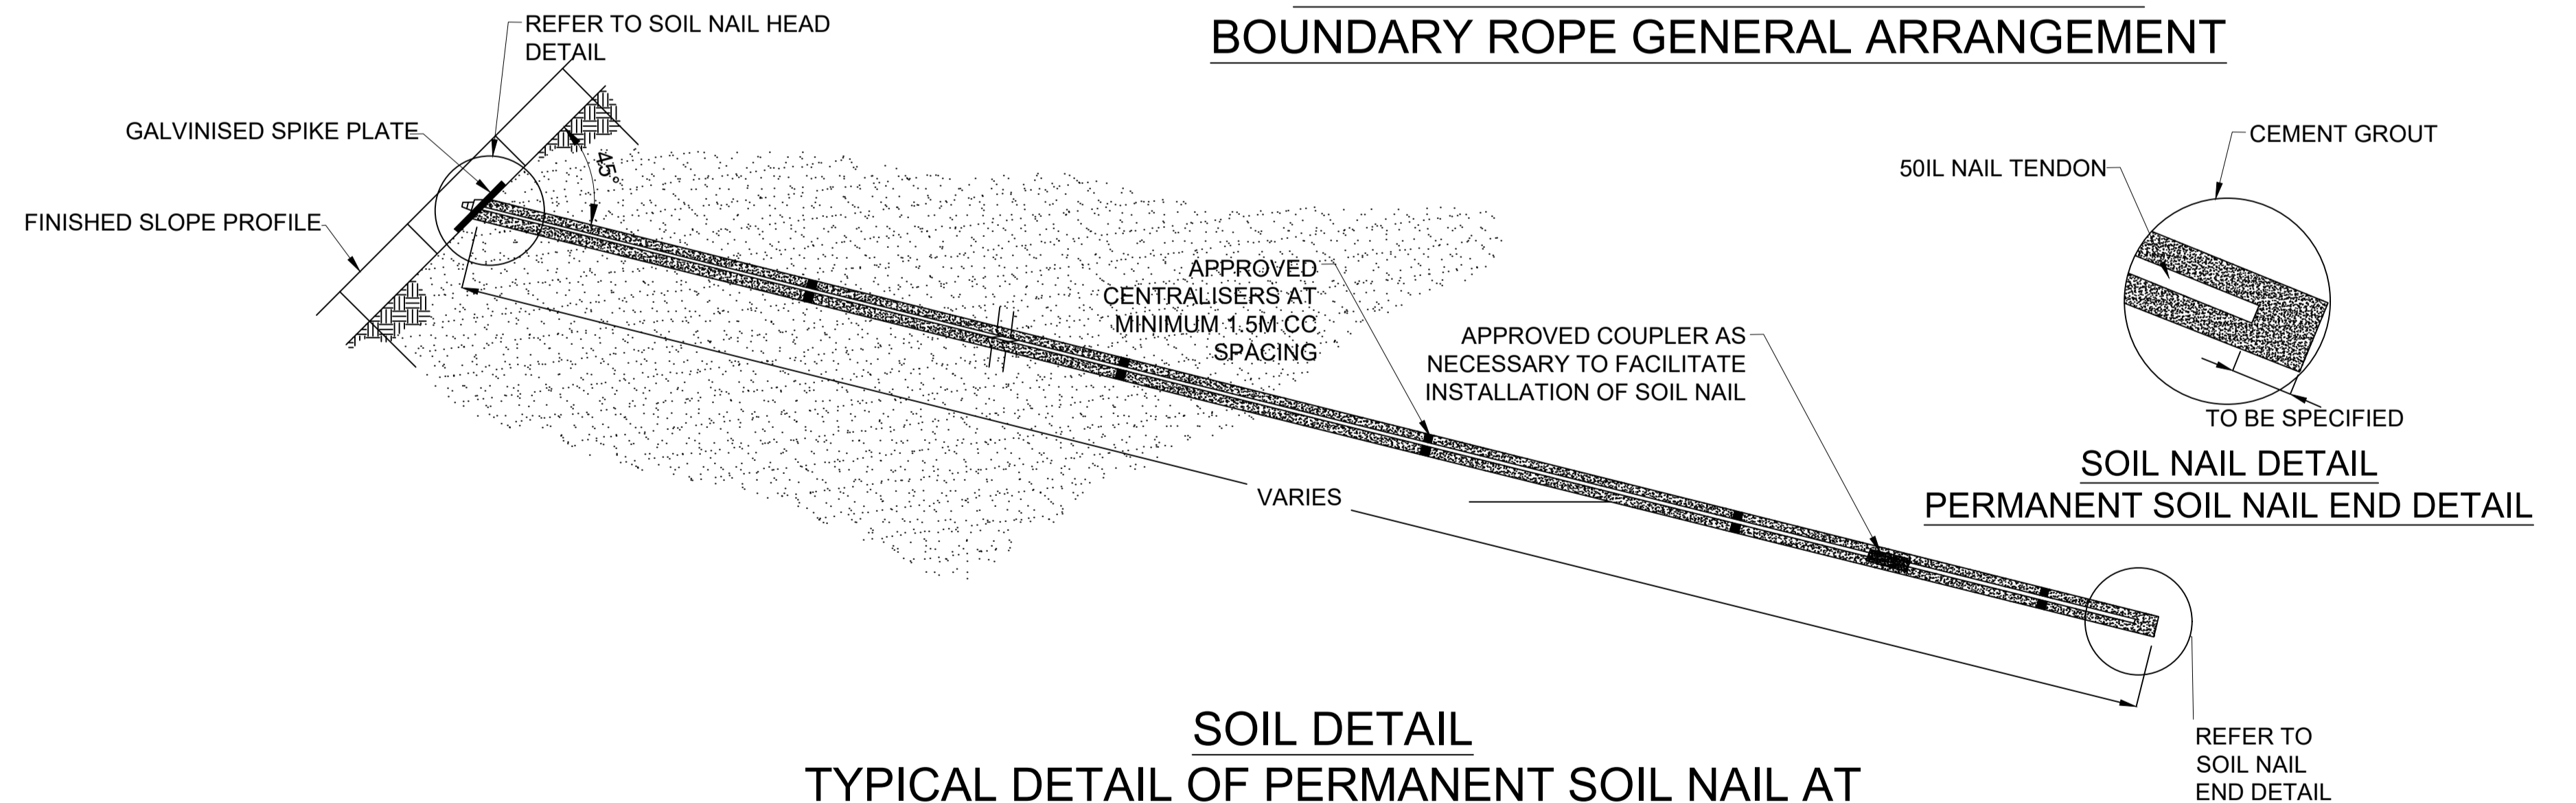 BOUNDARY ROPE GENERAL ARRANGEMENT
REFER TO SOIL NAIL HEAD
DETAIL
GALVINISED SPIKE PLATE
FINISHED SLOPE PROFILE
45°
APPROVED
CENTRALISERS AT
MINIMUM 1.5M CC
SPACING
APPROVED COUPLER AS
NECESSARY TO FACILITATE
INSTALLATION OF SOIL NAIL
VARIES
CEMENT GROUT
50IL NAIL TENDON
TO BE SPECIFIED
SOIL NAIL DETAIL
PERMANENT SOIL NAIL END DETAIL
REFER TO
SOIL NAIL
END DETAIL
SOIL DETAIL
TYPICAL DETAIL OF PERMANENT SOIL NAIL AT